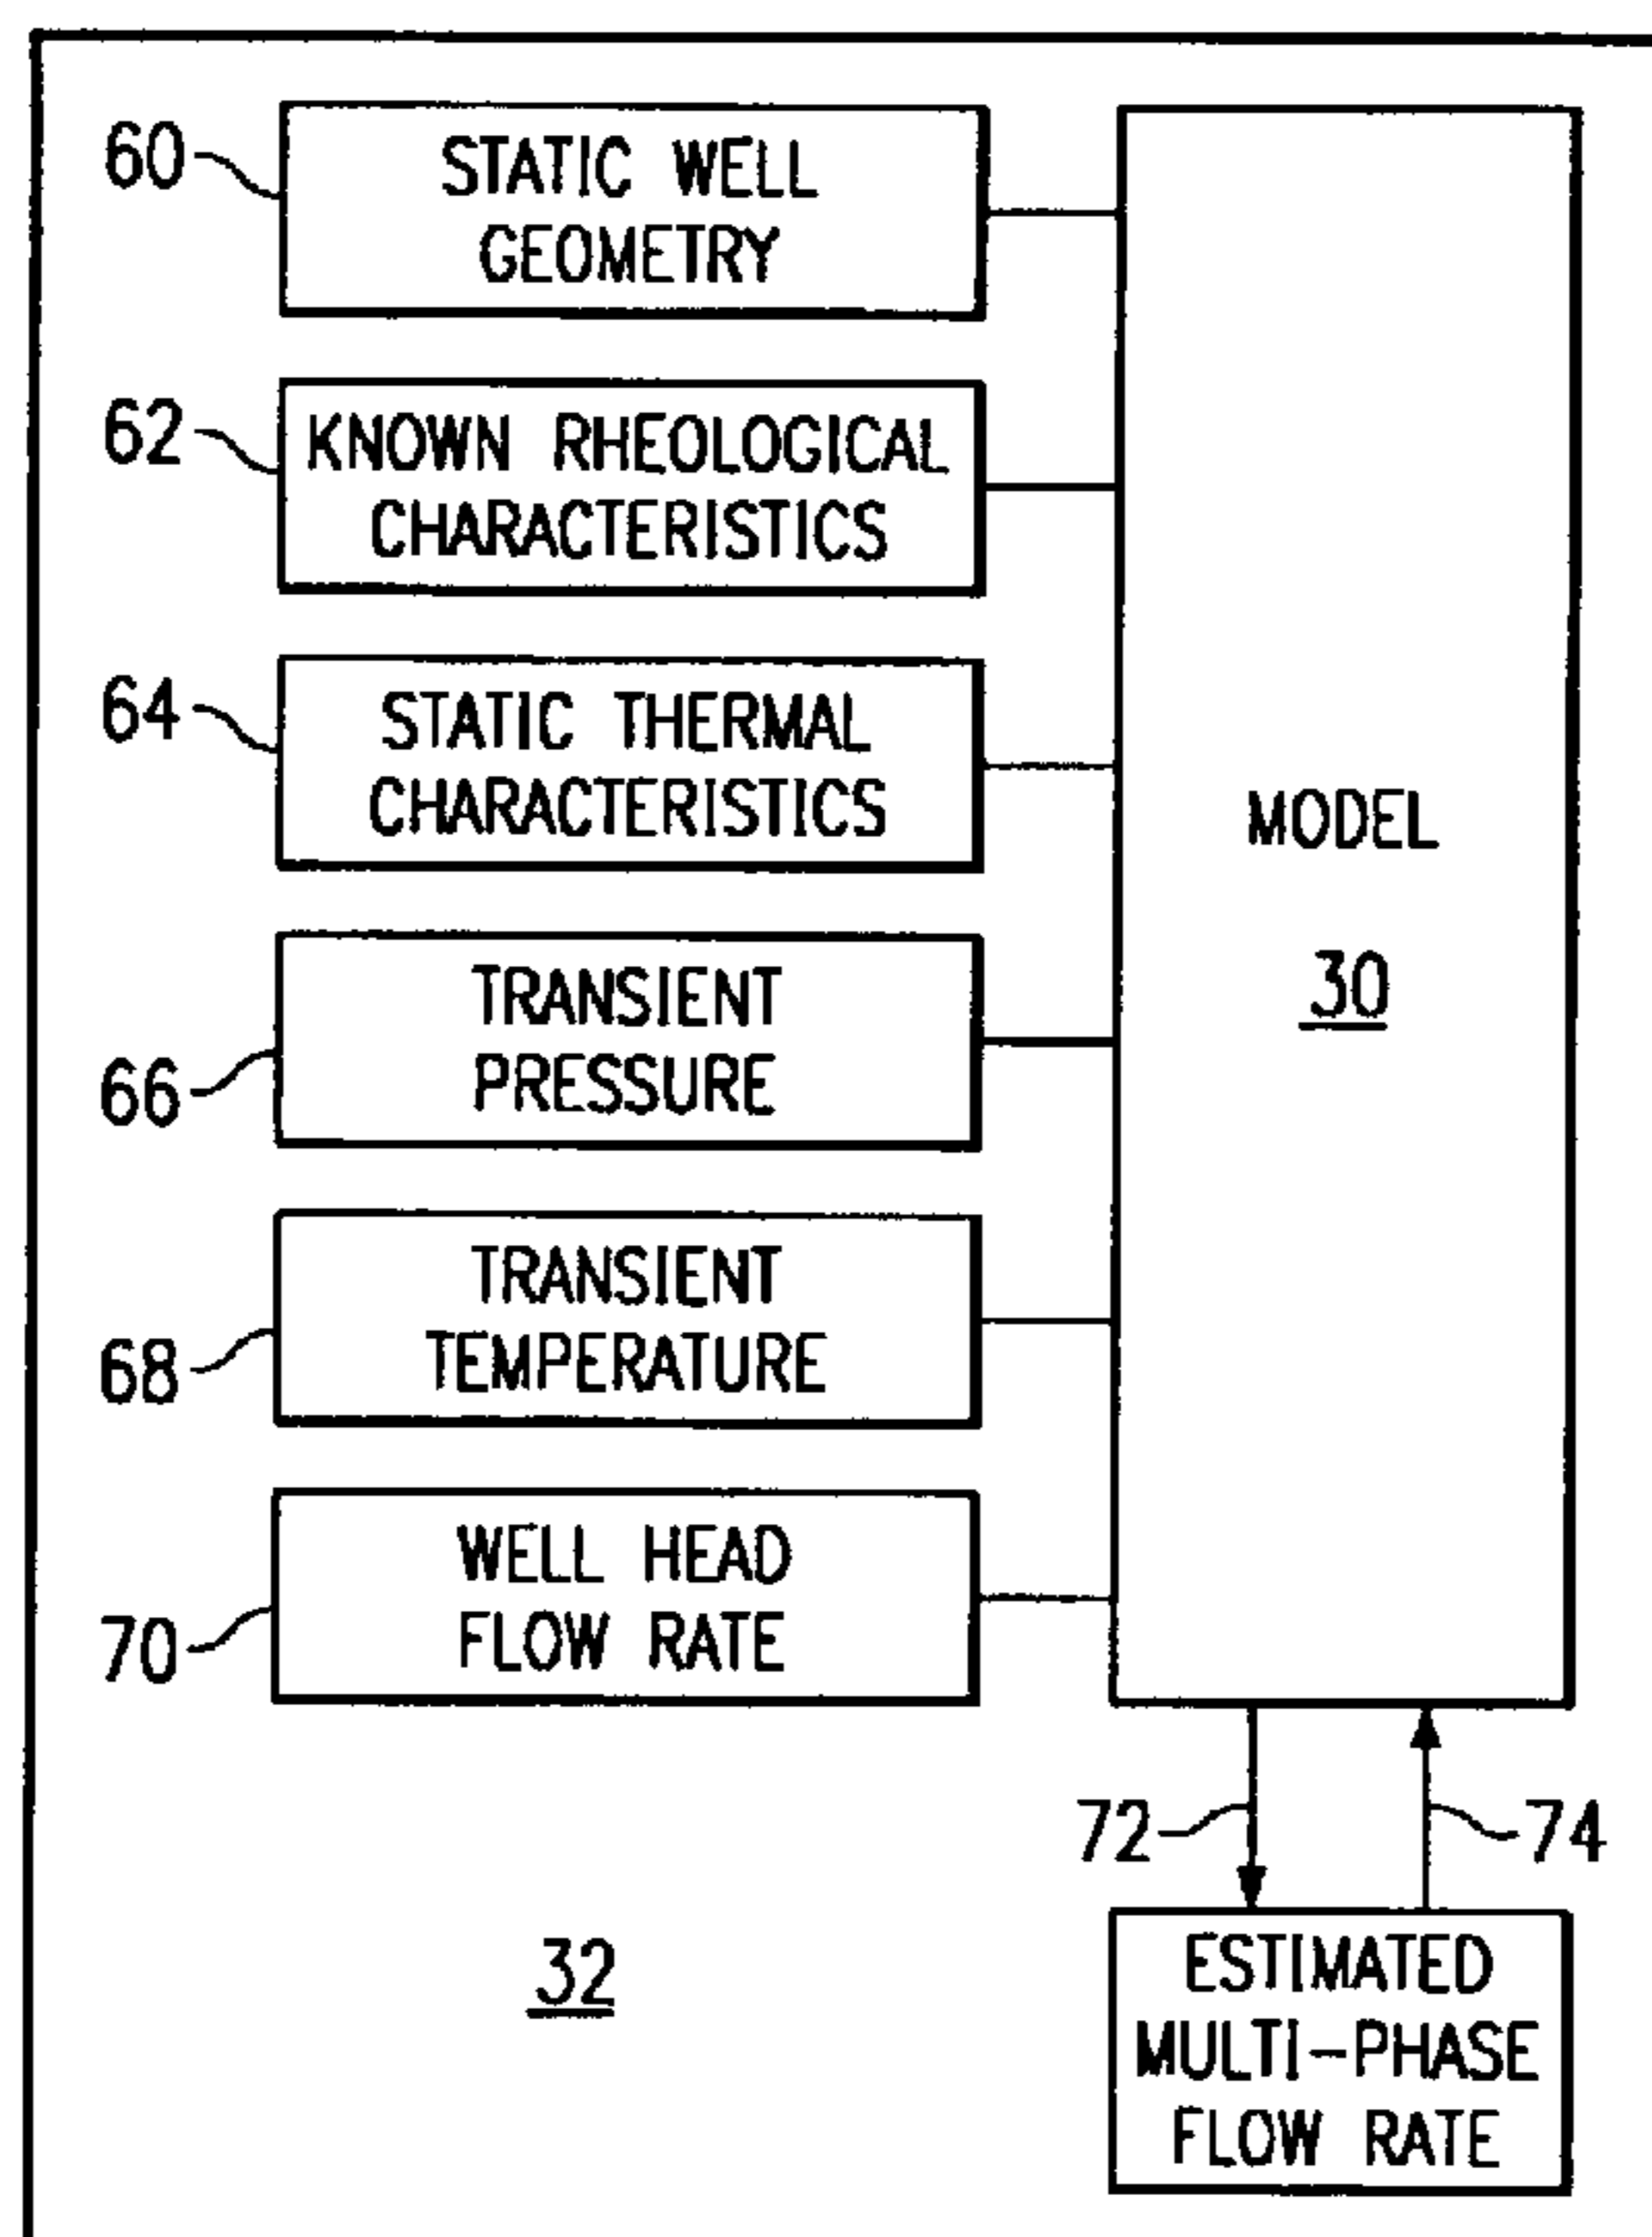 60
STATIC WELL
GEOMETRY
62
KNOWN RHEOLOGICAL
CHARACTERISTICS
64
STATIC THERMAL
CHARACTERISTICS
66
TRANSIENT
PRESSURE
68
TRANSIENT
TEMPERATURE
70
WELL HEAD
FLOW RATE
MODEL
30
72
74
32
ESTIMATED
MULTI-PHASE
FLOW RATE